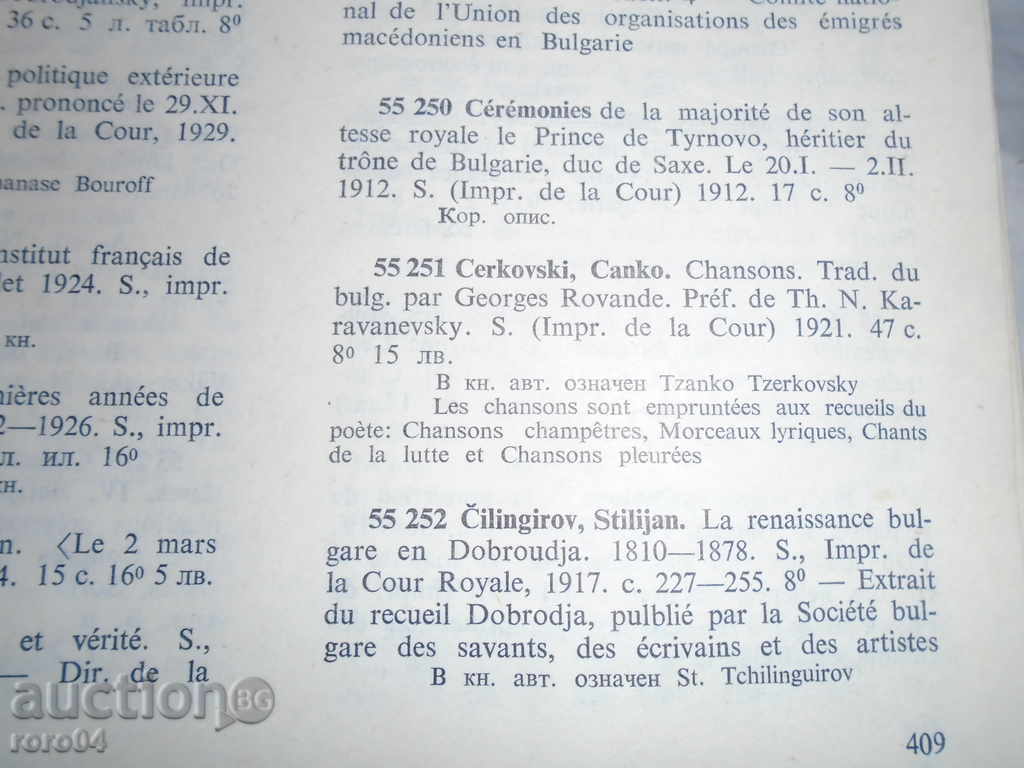 36 с. 5 л. табл. 8⁰
politique extérieure
prononcé le 29.XI.
de la Cour, 1929.
Bouroff
nstitut français de
1924. S., impr.
кн.
nières années de
2—1926. S., impr.
л. ил. 16⁰
кн.
n. 〈Le 2 mars
4. 15 с. 16⁰ 5 лв.
et vérité. S.,
— Dir. de la
nal de l'Union des organisations des émigrés
macédoniens en Bulgarie
55 250 Cérémonies de la majorité de son al-
tesse royale le Prince de Tyrnovo, héritier du
trône de Bulgarie, duc de Saxe. Le 20.I. — 2.II.
1912. S. (Impr. de la Cour) 1912. 17 с. 8⁰
Кор. опис.
55 251 Cerkovski, Canko. Chansons. Trad. du
bulg. par Georges Rovande. Préf. de Th. N. Ka-
ravanevsky. S. (Impr. de la Cour) 1921. 47 с.
8⁰ 15 лв.
В кн. авт. означен Tzanko Tzerkovsky
Les chansons sont empruntées aux recueils du
poète: Chansons champêtres, Morceaux lyriques, Chants
de la lutte et Chansons pleurées
55 252 Čilingirov, Stilijan. La renaissance bul-
gare en Dobroudja. 1810—1878. S., Impr. de
la Cour Royale, 1917. с. 227—255. 8⁰ — Extrait
du recueil Dobrodja, pulblié par la Société bul-
gare des savants, des écrivains et des artistes
В кн. авт. означен St. Tchilinguirov
409
auction BG
roro04